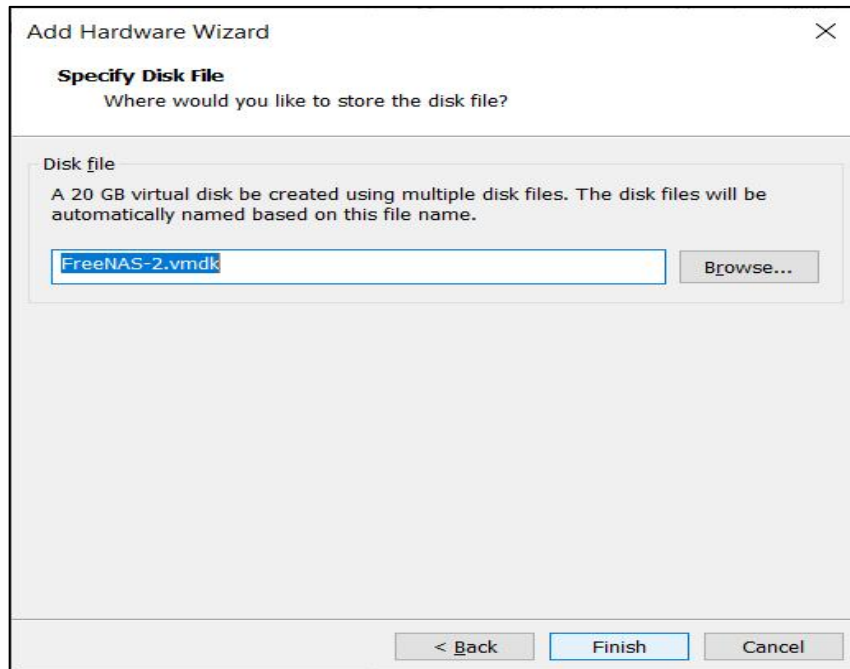 Add Hardware Wizard
Specify Disk File
Where would you like to store the disk file?
Disk file
A 20 GB virtual disk be created using multiple disk files. The disk files will be
automatically named based on this file name.
FreeNAS-2.vmdk
Browse...
< Back
Finish
Cancel